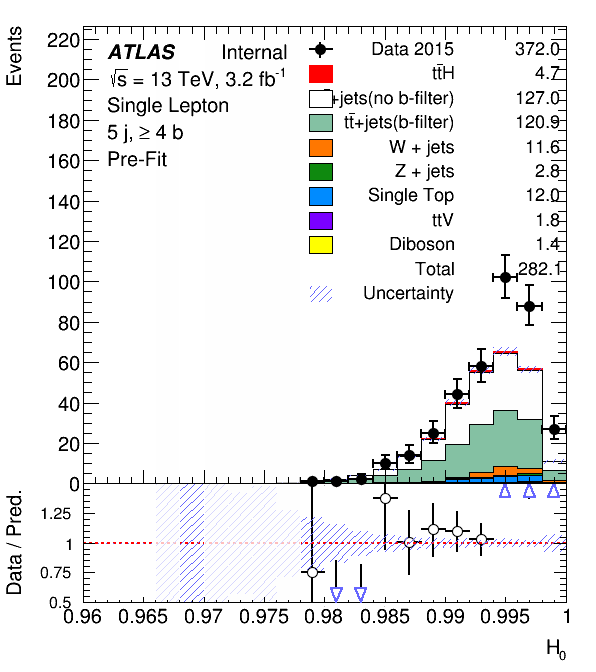 Events
220
200
180
160
140
120
100
80
60
40
20
0
ATLAS Internal
√s = 13 TeV, 3.2 fb⁻¹
Single Lepton
5 j, ≥ 4 b
Pre-Fit
Data 2015 372.0
tt̄H 4.7
+jets(no b-filter) 127.0
tt̄+jets(b-filter) 120.9
W + jets 11.6
Z + jets 2.8
Single Top 12.0
ttV 1.8
Diboson 1.4
Total 282.1
Uncertainty
Data / Pred.
1.25
1
0.75
0.5
0.96 0.965 0.97 0.975 0.98 0.985 0.99 0.995 1
H₀